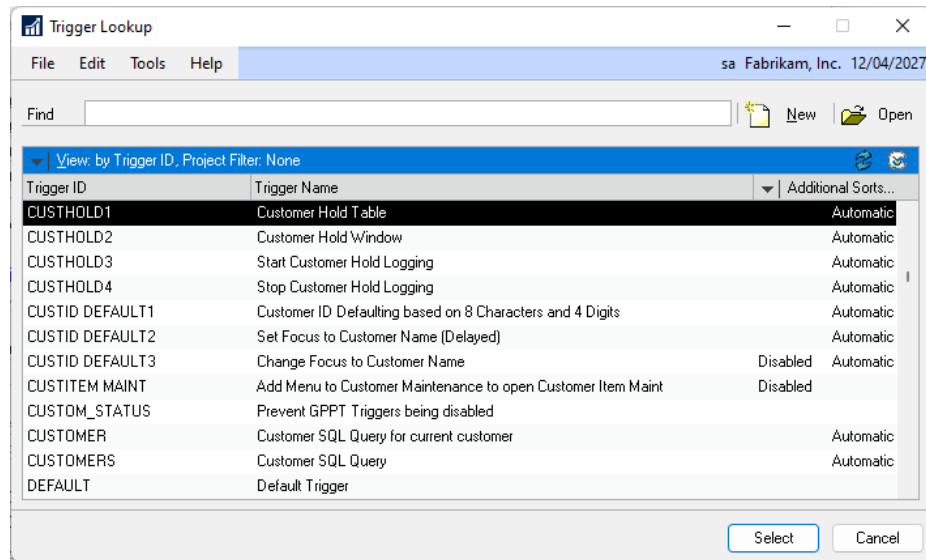 Trigger Lookup
File Edit Tools Help sa Fabrikam, Inc. 12/04/2027
Find New Open
View: by Trigger ID, Project Filter: None
Trigger ID Trigger Name Additional Sorts...
CUSTHOLD1 Customer Hold Table Automatic
CUSTHOLD2 Customer Hold Window Automatic
CUSTHOLD3 Start Customer Hold Logging Automatic
CUSTHOLD4 Stop Customer Hold Logging Automatic
CUSTID DEFAULT1 Customer ID Defaulting based on 8 Characters and 4 Digits Automatic
CUSTID DEFAULT2 Set Focus to Customer Name (Delayed) Automatic
CUSTID DEFAULT3 Change Focus to Customer Name Disabled Automatic
CUSTITEM MAINT Add Menu to Customer Maintenance to open Customer Item Maint Disabled
CUSTOM_STATUS Prevent GPPT Triggers being disabled
CUSTOMER Customer SQL Query for current customer Automatic
CUSTOMERS Customer SQL Query Automatic
DEFAULT Default Trigger
Select Cancel